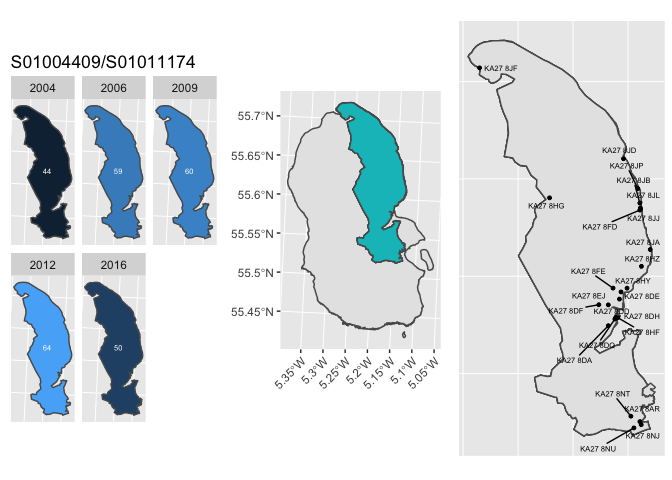 S01004409/S01011174
2004 2006 2009
44 59 60
2012 2016
64 50
55.7°N
55.65°N
55.6°N
55.55°N
55.5°N
55.45°N
5.35°W 5.3°W 5.25°W 5.2°W 5.15°W 5.1°W 5.05°W
KA27 8JF
KA27 8JD
KA27 8JP
KA27 8JB
KA27 8JL
KA27 8HG
KA27 8JJ
KA27 8FD
KA27 8JA
KA27 8HZ
KA27 8FE
KA27 8HY
KA27 8EJ
KA27 8DE
KA27 8DF
KA27 8DH
KA27 8HF
KA27 8DQ
KA27 8DA
KA27 8NT
KA27 8AR
KA27 8NJ
KA27 8NU